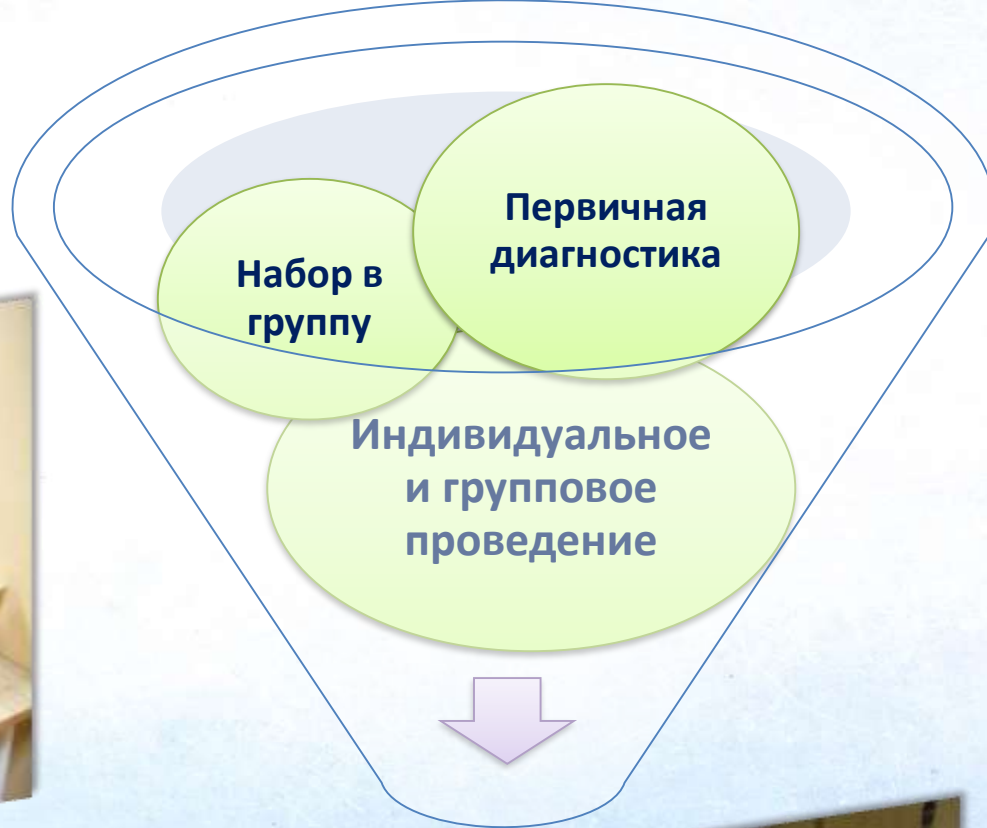 Первичная
диагностика
Набор в
группу
Индивидуальное
и групповое
проведение